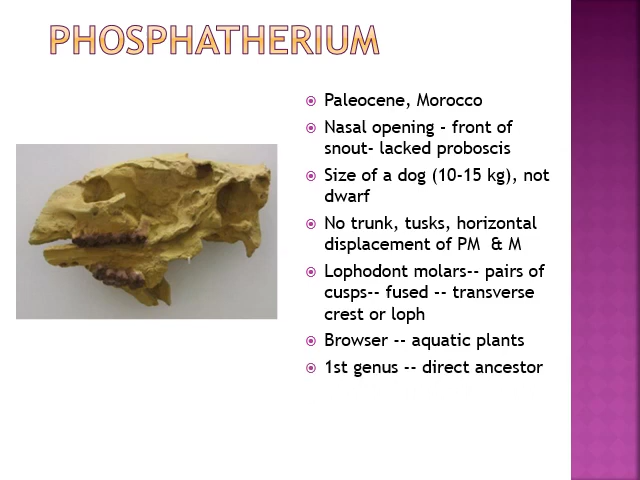 PHOSPHATHERIUM
Paleocene, Morocco
Nasal opening - front of
snout- lacked proboscis
Size of a dog (10-15 kg), not
dwarf
No trunk, tusks, horizontal
displacement of PM & M
Lophodont molars-- pairs of
cusps-- fused -- transverse
crest or loph
Browser -- aquatic plants
1st genus -- direct ancestor